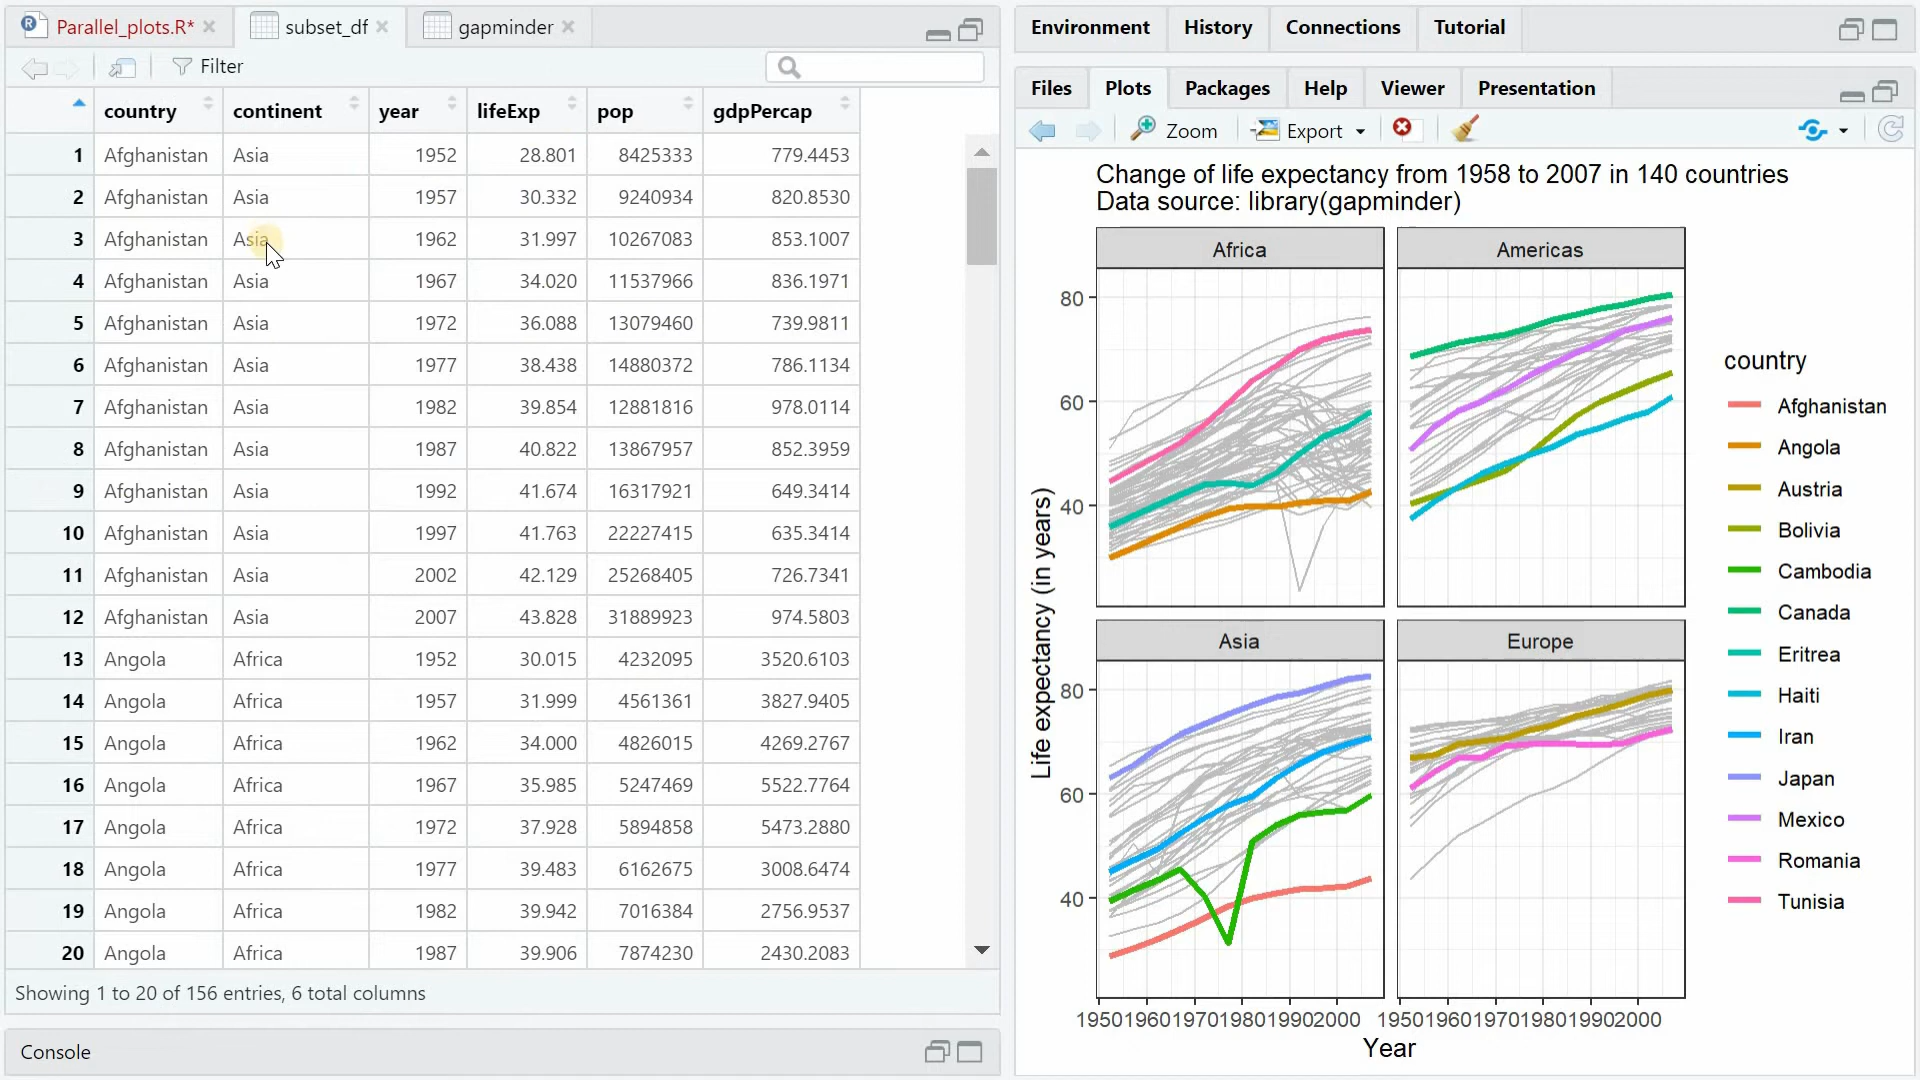 Parallel_plots.R* subset_df gapminder
Filter
country continent year lifeExp pop gdpPercap
1 Afghanistan Asia 1952 28.801 8425333 779.4453
2 Afghanistan Asia 1957 30.332 9240934 820.8530
3 Afghanistan Asia 1962 31.997 10267083 853.1007
4 Afghanistan Asia 1967 34.020 11537966 836.1971
5 Afghanistan Asia 1972 36.088 13079460 739.9811
6 Afghanistan Asia 1977 38.438 14880372 786.1134
7 Afghanistan Asia 1982 39.854 12881816 978.0114
8 Afghanistan Asia 1987 40.822 13867957 852.3959
9 Afghanistan Asia 1992 41.674 16317921 649.3414
10 Afghanistan Asia 1997 41.763 22227415 635.3414
11 Afghanistan Asia 2002 42.129 25268405 726.7341
12 Afghanistan Asia 2007 43.828 31889923 974.5803
13 Angola Africa 1952 30.015 4232095 3520.6103
14 Angola Africa 1957 31.999 4561361 3827.9405
15 Angola Africa 1962 34.000 4826015 4269.2767
16 Angola Africa 1967 35.985 5247469 5522.7764
17 Angola Africa 1972 37.928 5894858 5473.2880
18 Angola Africa 1977 39.483 6162675 3008.6474
19 Angola Africa 1982 39.942 7016384 2756.9537
20 Angola Africa 1987 39.906 7874230 2430.2083
Showing 1 to 20 of 156 entries, 6 total columns
Console
Environment History Connections Tutorial
Files Plots Packages Help Viewer Presentation
Zoom Export
Change of life expectancy from 1958 to 2007 in 140 countries
Data source: library(gapminder)
Africa Americas
80
60
40
Asia Europe
80
60
40
Life expectancy (in years)
1950 1960 1970 1980 1990 2000 1950 1960 1970 1980 1990 2000
Year
country
Afghanistan
Angola
Austria
Bolivia
Cambodia
Canada
Eritrea
Haiti
Iran
Japan
Mexico
Romania
Tunisia